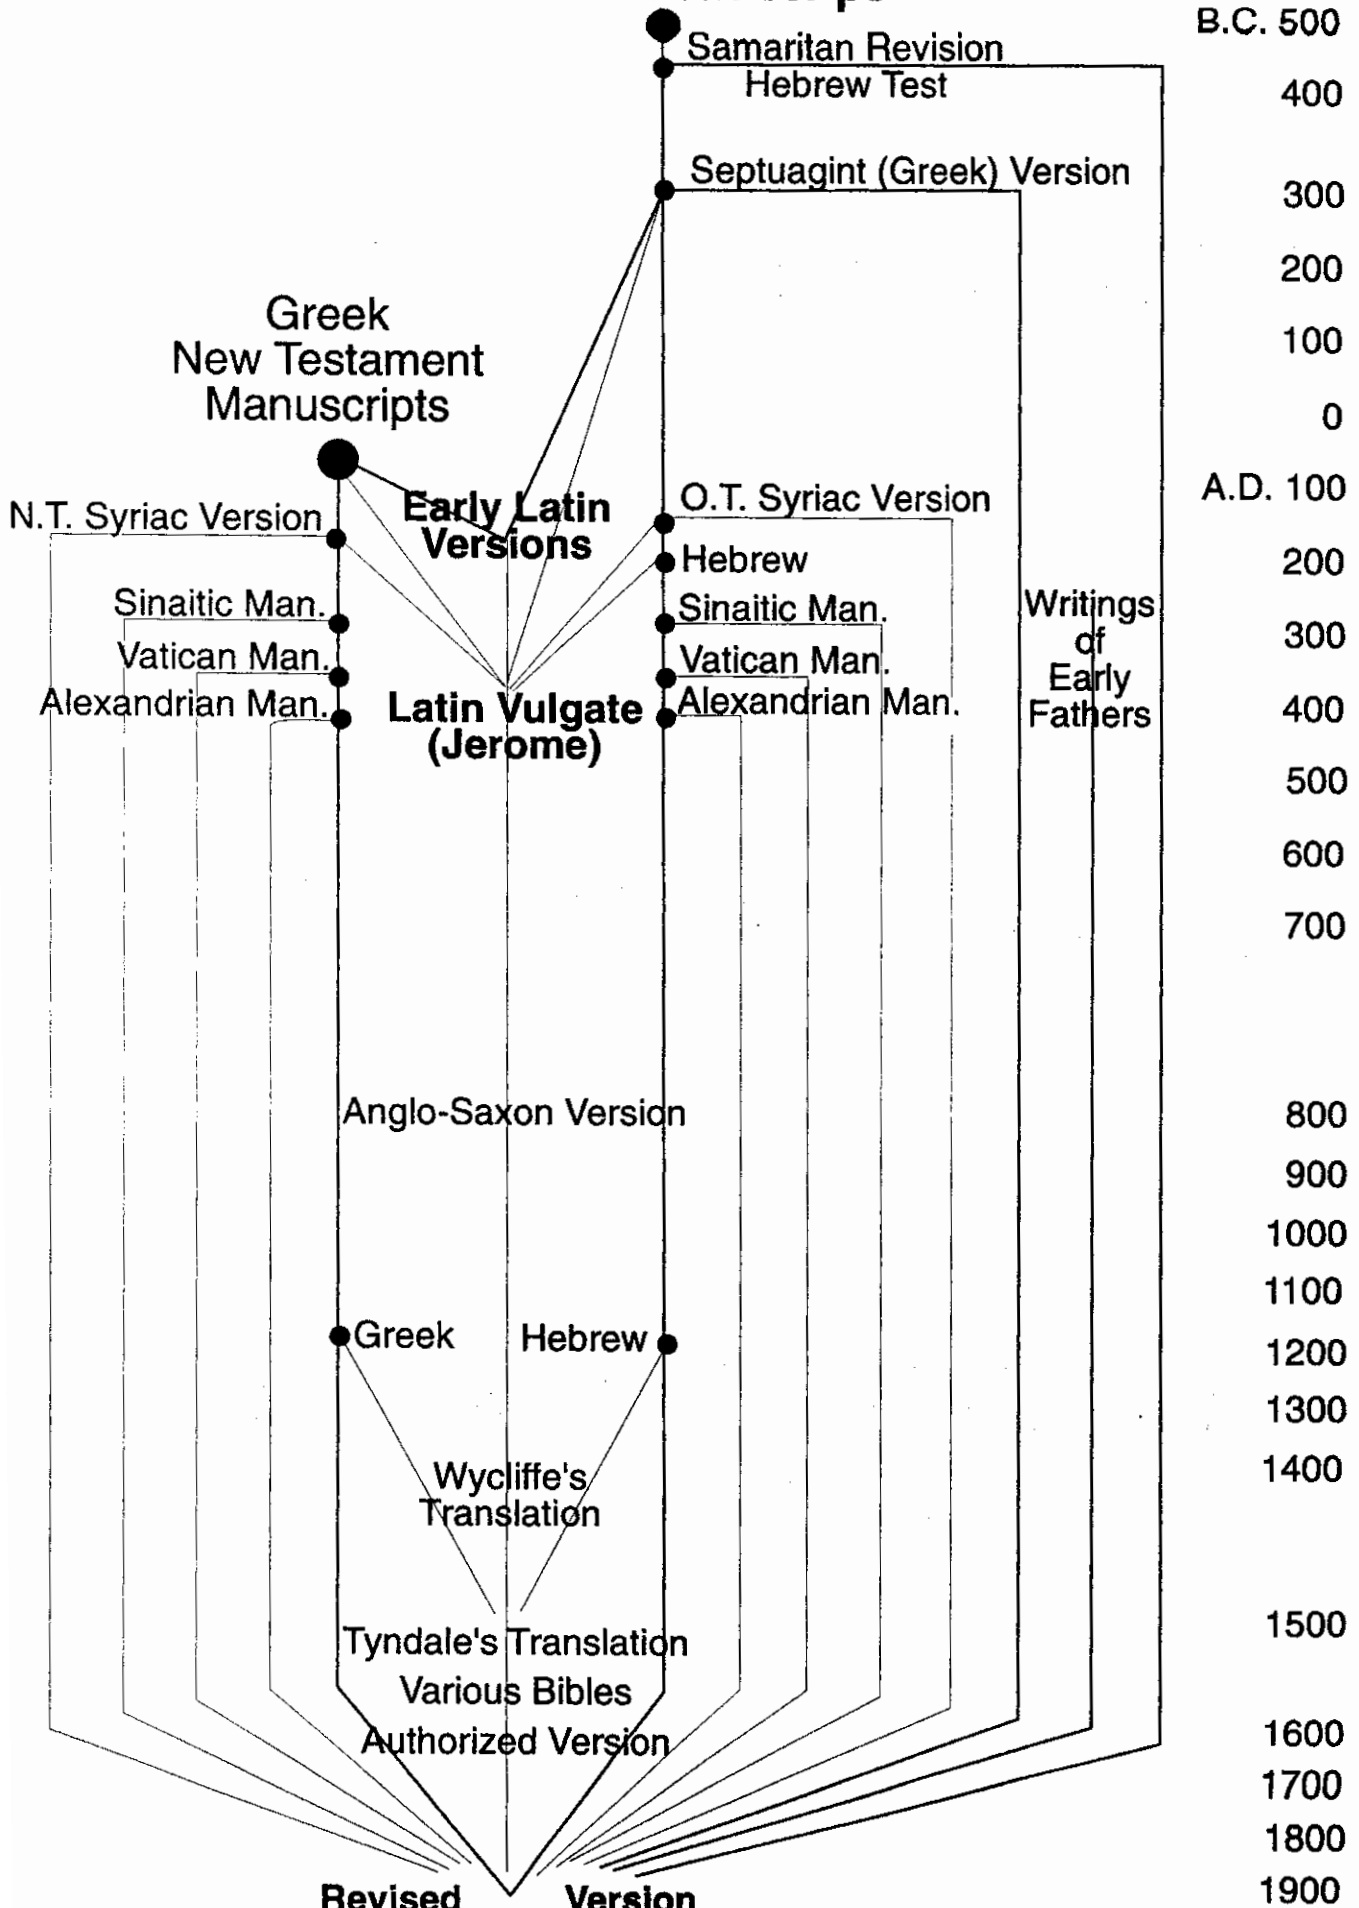 B.C. 500
Samaritan Revision
Hebrew Test
400
Septuagint (Greek) Version
300
200
Greek
New Testament
Manuscripts
100
0
Early Latin
Versions
O.T. Syriac Version
A.D. 100
N.T. Syriac Version
Hebrew
200
Sinaitic Man.
Sinaitic Man.
Writings
of
Early
Fathers
300
Vatican Man.
Vatican Man.
Alexandrian Man.
Latin Vulgate
(Jerome)
Alexandrian Man.
400
500
600
700
Anglo-Saxon Version
800
900
1000
1100
Greek
Hebrew
1200
1300
Wycliffe's
Translation
1400
1500
Tyndale's Translation
Various Bibles
Authorized Version
1600
1700
1800
Revised Version
1900